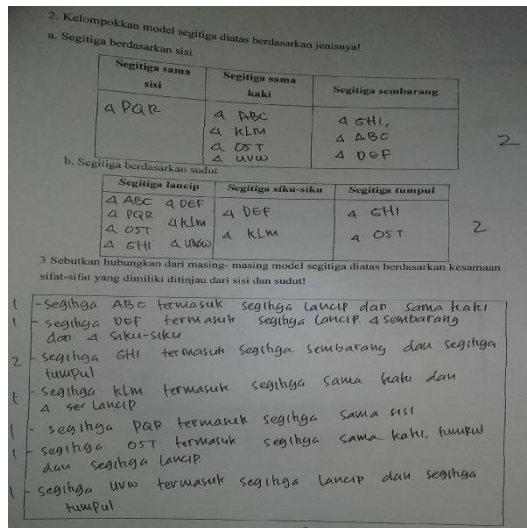 2. Kelompokkan model segitiga diatas berdasarkan jenisnya!
a. Segitiga berdasarkan sisi
Segitiga sama sisi
Segitiga sama kaki
Segitiga sembarang
Δ PQR
Δ ABC
Δ KLM
Δ OST
Δ UVW
Δ GHI,
Δ ABC
Δ DEF
2
b. Segitiga berdasarkan sudut
Segitiga lancip
Segitiga siku-siku
Segitiga tumpul
Δ ABC Δ DEF
Δ PQR Δ KLM
Δ OST
Δ GHI Δ UVW
Δ DEF
Δ KLM
Δ GHI
Δ OST
2
3 Sebutkan hubungkan dari masing- masing model segitiga diatas berdasarkan kesamaan
sifat-sifat yang dimiliki ditinjau dari sisi dan sudut!
1 - segitiga ABC termasuk segitiga lancip dan sama kaki
1 - segitiga DEF termasuk segitiga lancip. Δ sembarang
dan Δ siku-siku
2 - segitiga GHI termasuk segitiga sembarang dan segitiga
tumpul
1 - segitiga KLM termasuk segitiga sama kaki dan
Δ lancip
1 - segitiga PQR termasuk segitiga sama sisi
1 - segitiga OST termasuk segitiga sama kaki, tumpul
dan segitiga lancip
1 - segitiga UVW termasuk segitiga lancip dan segitiga
tumpul